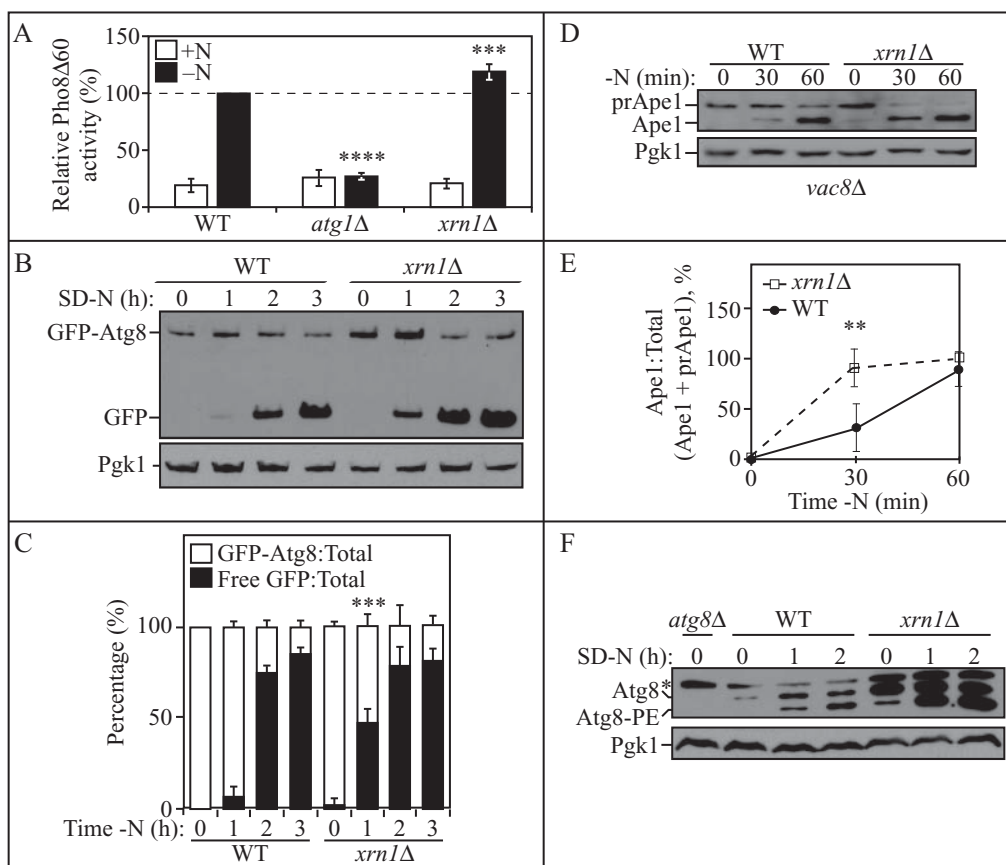 A
Relative Pho8Δ60
activity (%)
150
100
50
0
+N
–N
****
***
WT
atg1Δ
xrn1Δ
B
WT
xrn1Δ
SD-N (h): 0 1 2 3 0 1 2 3
GFP-Atg8
GFP
Pgk1
C
GFP-Atg8:Total
Free GFP:Total
Percentage (%)
100
50
0
***
Time -N (h): 0 1 2 3 0 1 2 3
WT
xrn1Δ
D
WT
xrn1Δ
-N (min): 0 30 60 0 30 60
prApe1
Ape1
Pgk1
vac8Δ
E
Ape1:Total
(Ape1 + prApe1), %
xrn1Δ
WT
150
100
50
0
**
0 30 60
Time -N (min)
F
atg8Δ
WT
xrn1Δ
SD-N (h): 0 0 1 2 0 1 2
*
Atg8
Atg8-PE
Pgk1